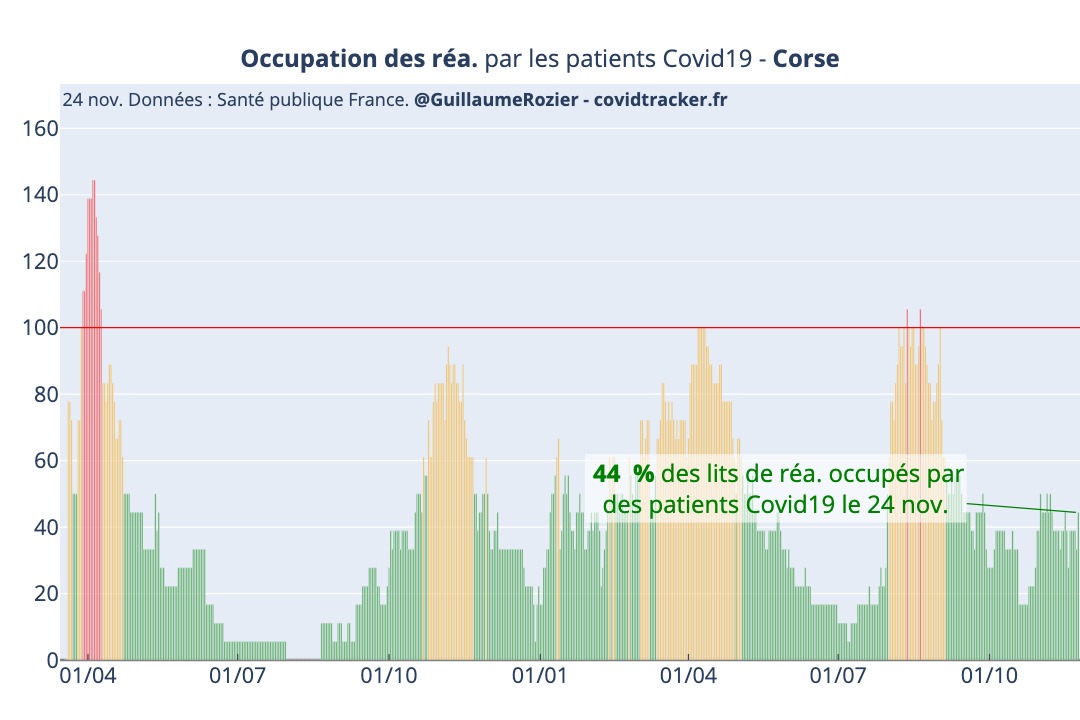 Occupation des réa. par les patients Covid19 - Corse
24 nov. Données : Santé publique France. @GuillaumeRozier - covidtracker.fr
160
140
120
100
80
60
44 % des lits de réa. occupés par
des patients Covid19 le 24 nov.
40
20
0
01/04 01/07 01/10 01/01 01/04 01/07 01/10